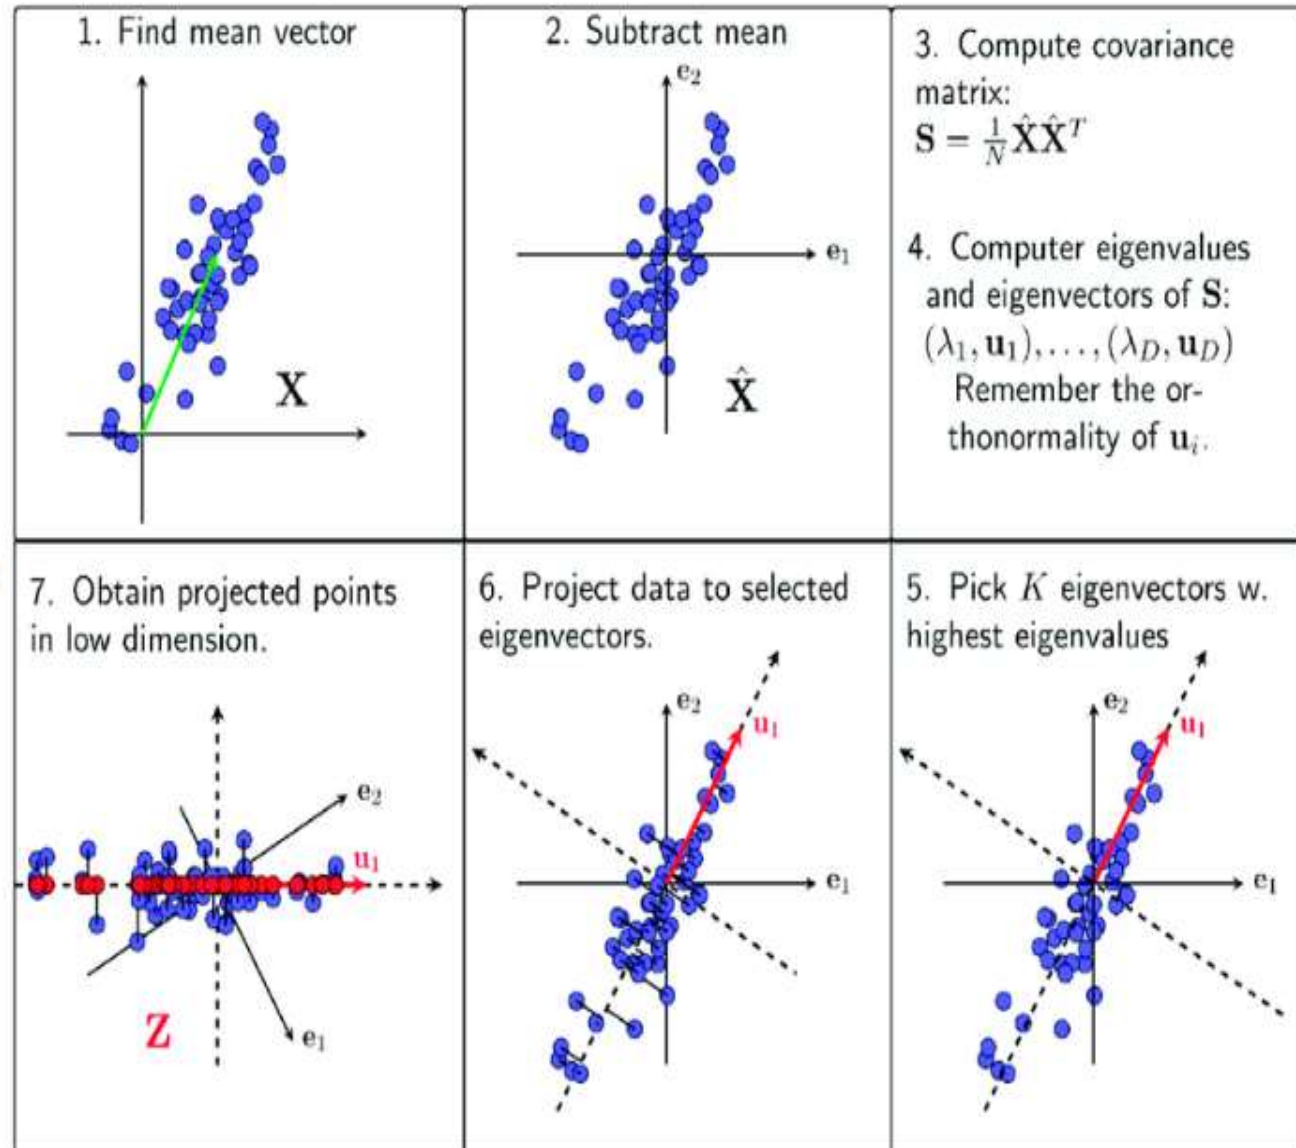 1. Find mean vector
X
2. Subtract mean
e₂
e₁
X̂
3. Compute covariance
matrix:
S = 1/N X̂X̂ᵀ
4. Computer eigenvalues
and eigenvectors of S:
(λ₁, u₁), . . . , (λ_D, u_D)
Remember the or-
thonormality of uᵢ.
7. Obtain projected points
in low dimension.
e₂
u₁
Z
e₁
6. Project data to selected
eigenvectors.
e₂
u₁
e₁
5. Pick K eigenvectors w.
highest eigenvalues
e₂
u₁
e₁